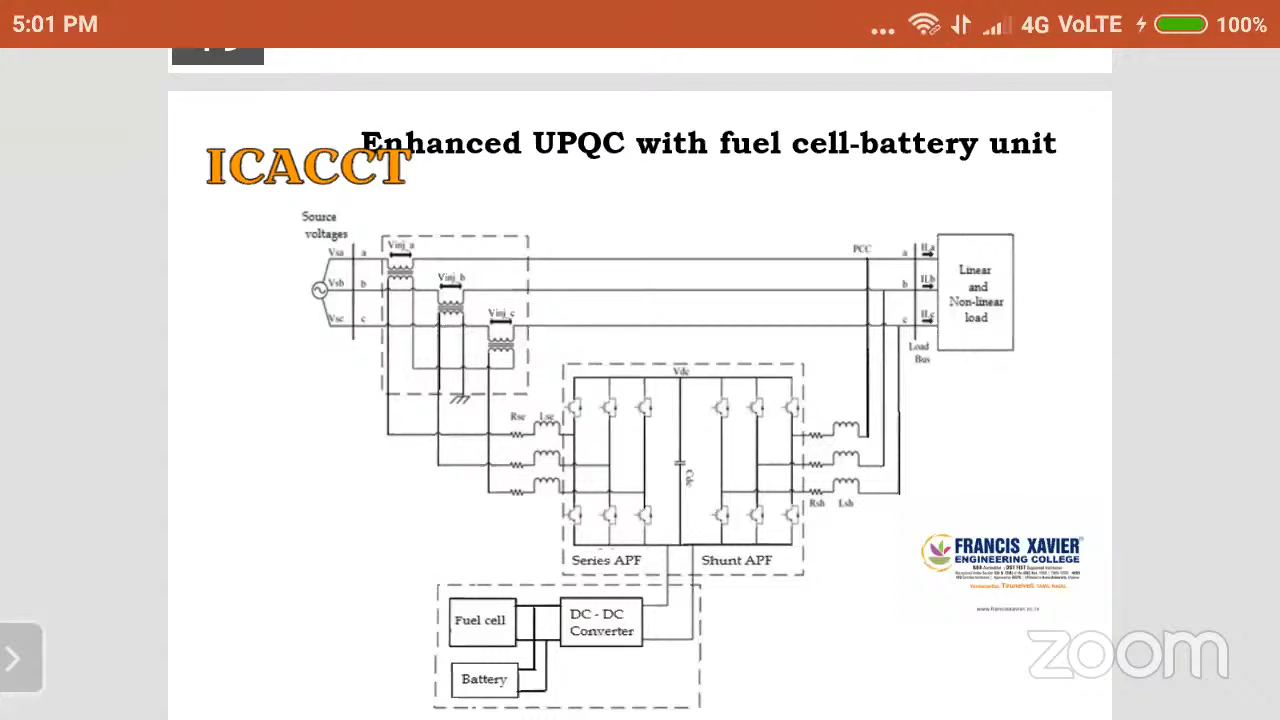 5:01 PM
... 4G VoLTE 100%
Enhanced UPQC with fuel cell-battery unit
ICACCT
Source
voltages
Vsa a
Vinj_a
Vsb b
Vinj_b
Vsc c
Vinj_c
PCC
a ILa
b ILb
c ILc
Linear
and
Non-linear
load
Load
Bus
Vdc
Rse Lse
Cdc
Rsh Lsh
Series APF
Shunt APF
Fuel cell
DC - DC
Converter
Battery
FRANCIS XAVIER
ENGINEERING COLLEGE
www.francisxavier.ac.in
zoom